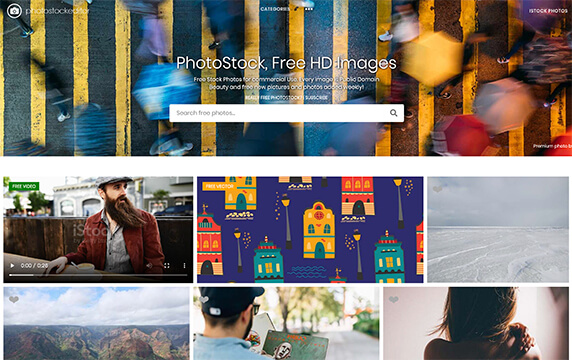 photostockeditor
CATEGORIES
ISTOCK PHOTOS
PhotoStock, Free HD-Images
Free Stock Photos for commercial Use. Every image is Public Domain
Beauty and free new pictures and photos added weekly!
REALLY FREE PHOTOSTOCK! SUBSCRIBE
Search free photos...
Premium photo b
FREE VIDEO
FREE VECTOR
iStock
0:00 / 0:26